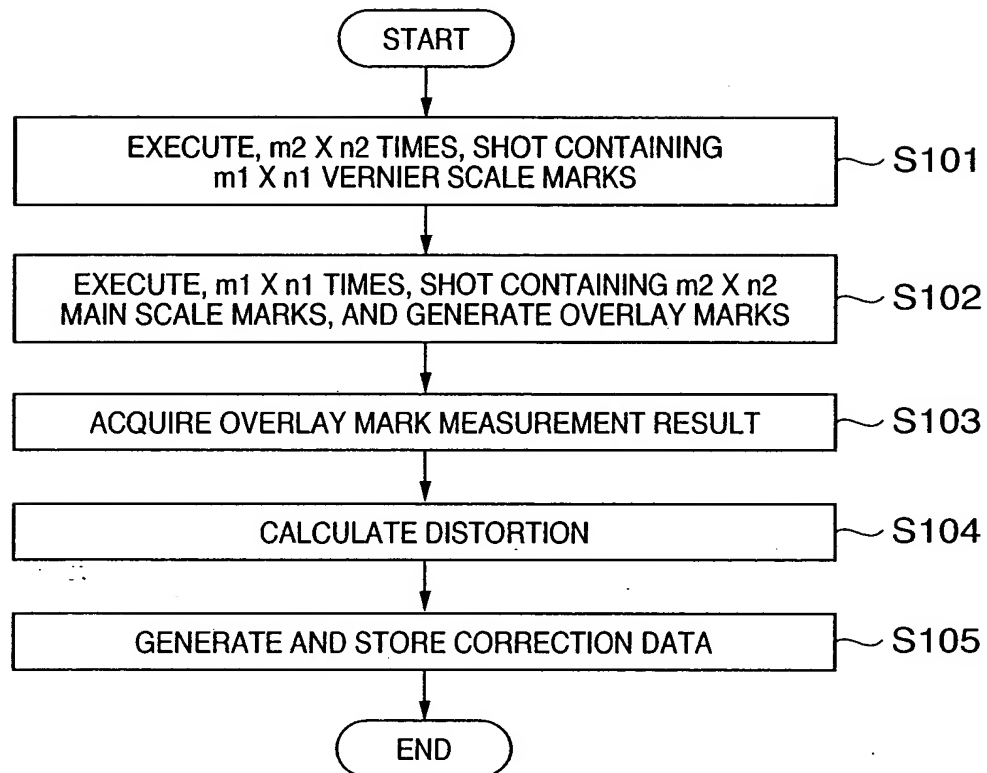 START
EXECUTE, m2 X n2 TIMES, SHOT CONTAINING
m1 X n1 VERNIER SCALE MARKS
S101
EXECUTE, m1 X n1 TIMES, SHOT CONTAINING m2 X n2
MAIN SCALE MARKS, AND GENERATE OVERLAY MARKS
S102
ACQUIRE OVERLAY MARK MEASUREMENT RESULT
S103
CALCULATE DISTORTION
S104
GENERATE AND STORE CORRECTION DATA
S105
END